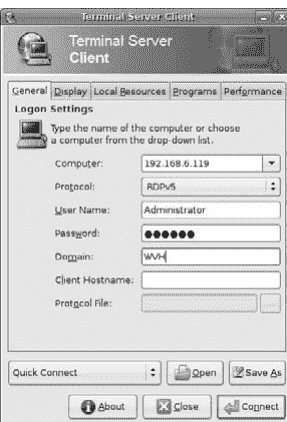 Terminal Server Client
Terminal Server
Client
General Display Local Resources Programs Performance
Logon Settings
Type the name of the computer or choose
a computer from the drop-down list.
Computer: 192.168.6.119
Protocol: RDPv5
User Name: Administrator
Password: ●●●●●●
Domain: WVH
Client Hostname:
Protocol File: ...
Quick Connect Open Save As
About Close Connect